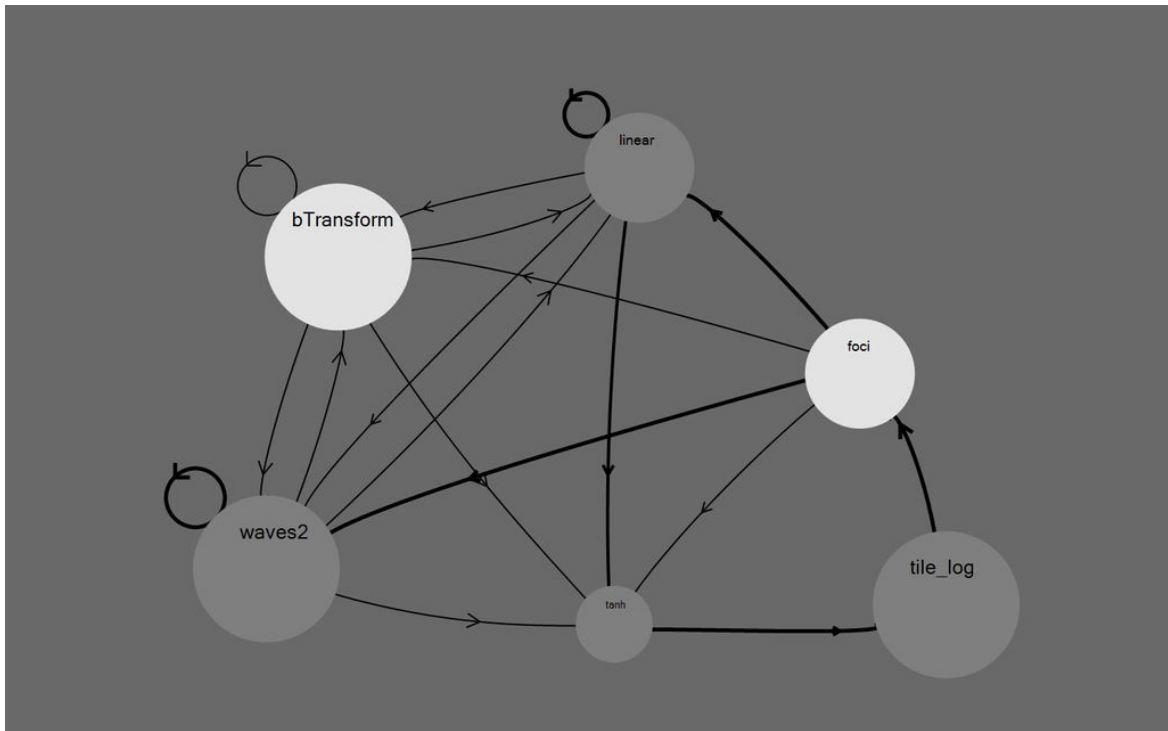 linear
bTransform
foci
waves2
tile_log
tanh